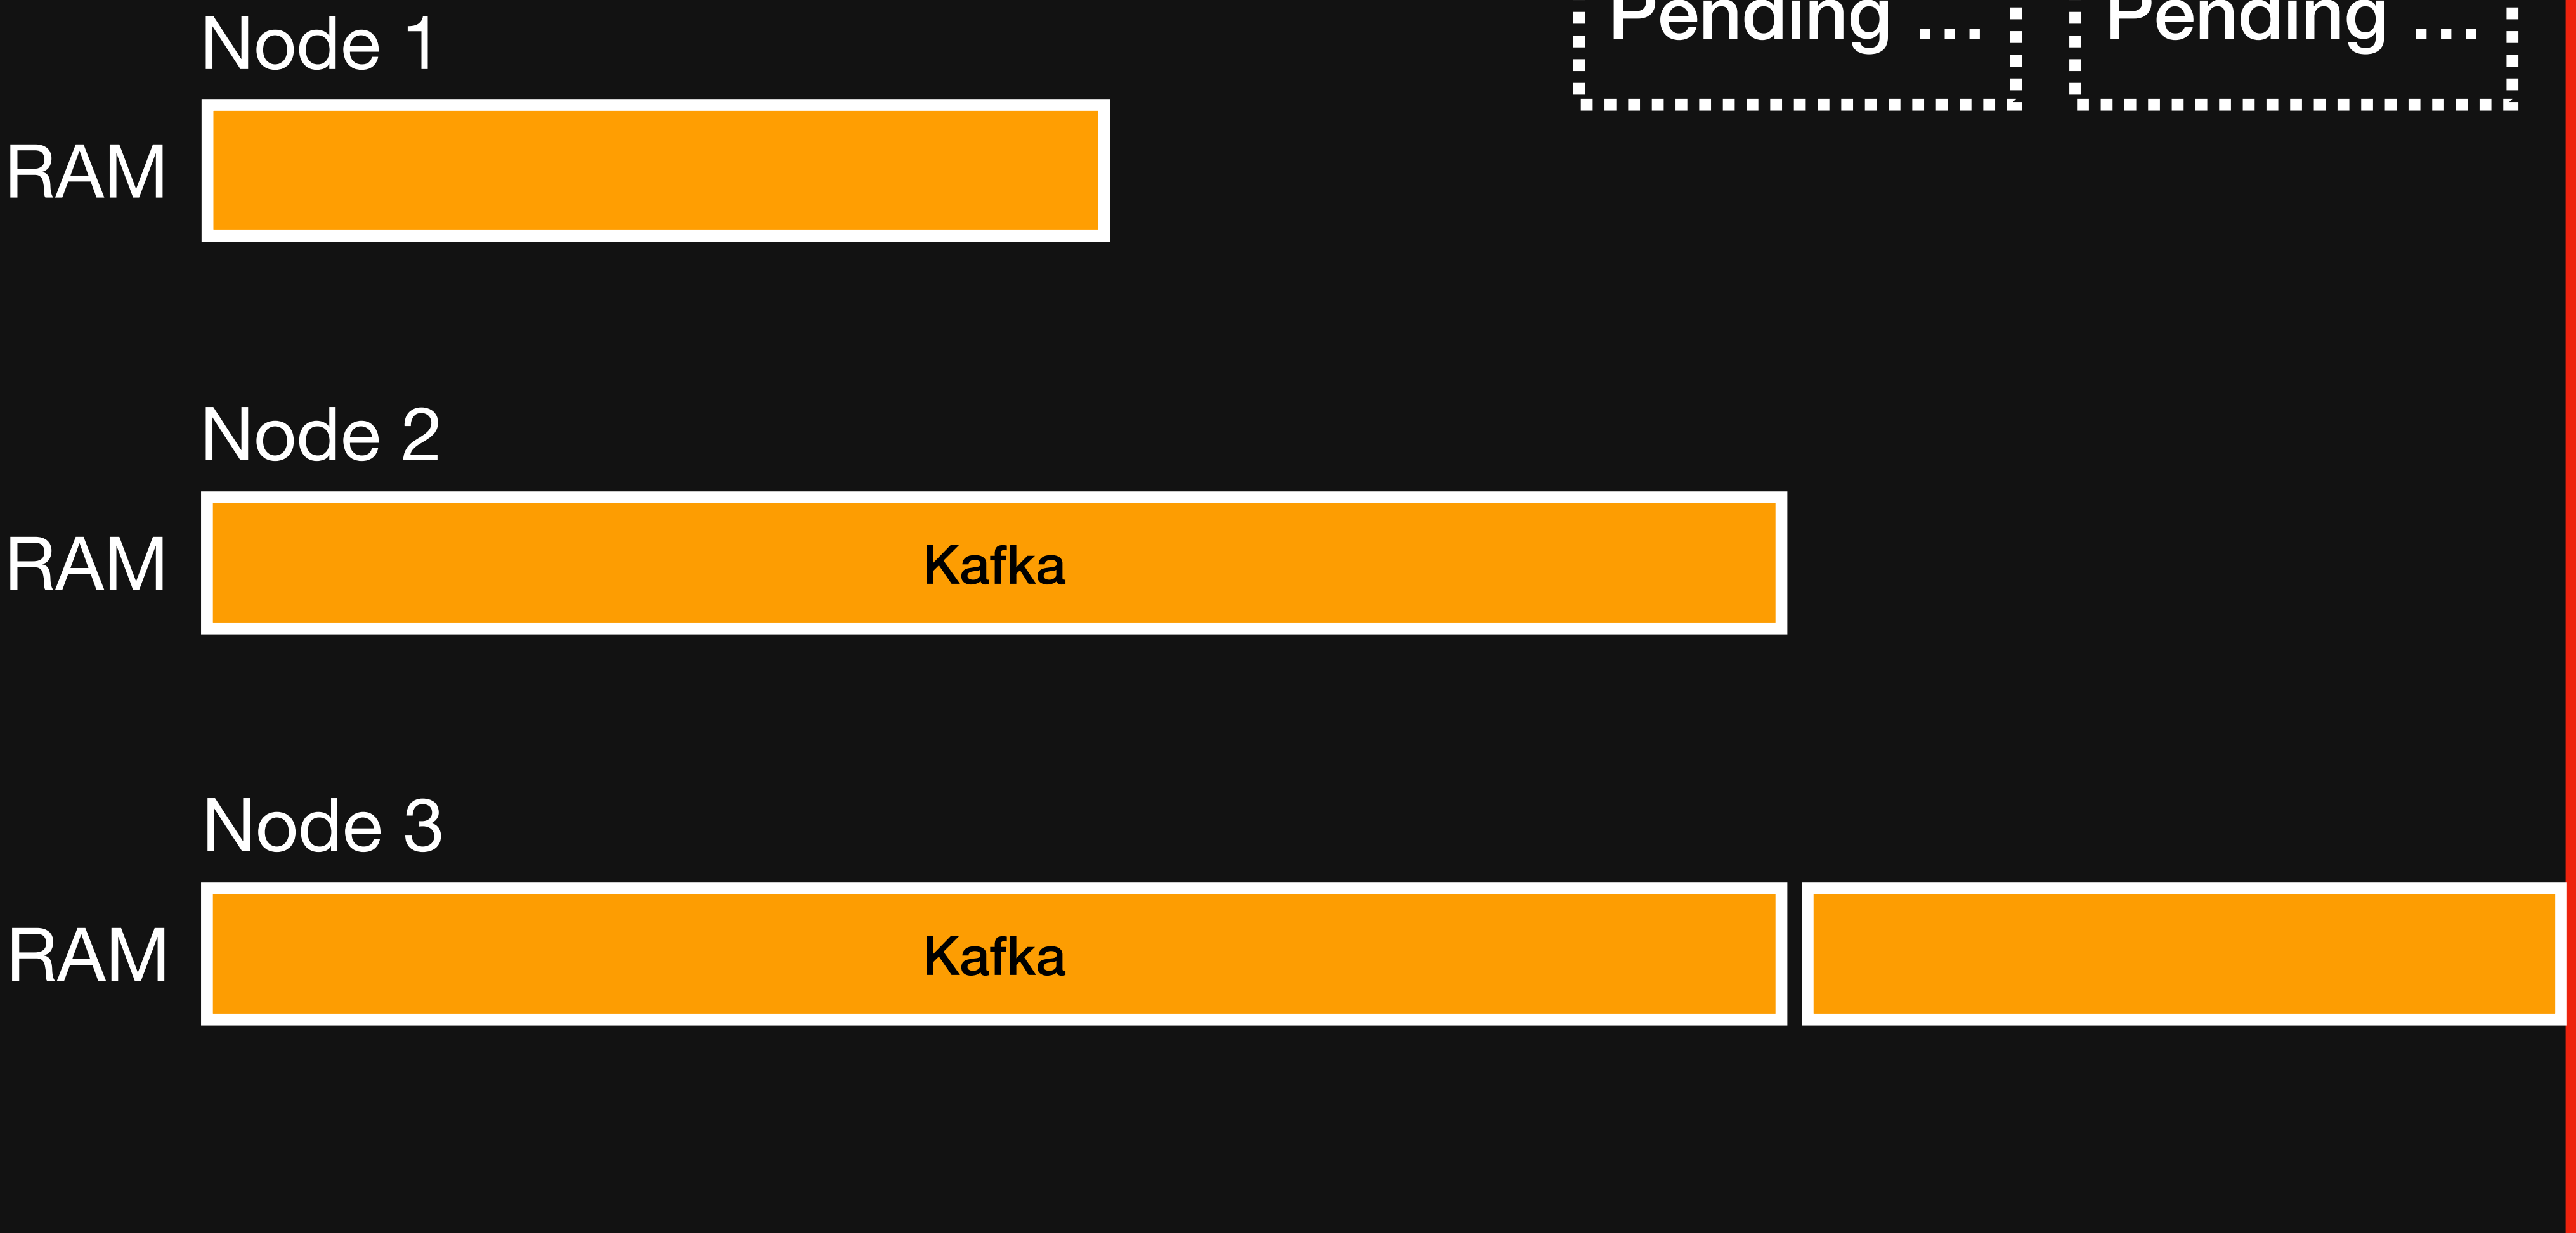 Pending ... Pending ...
Node 1
RAM
Node 2
RAM Kafka
Node 3
RAM Kafka